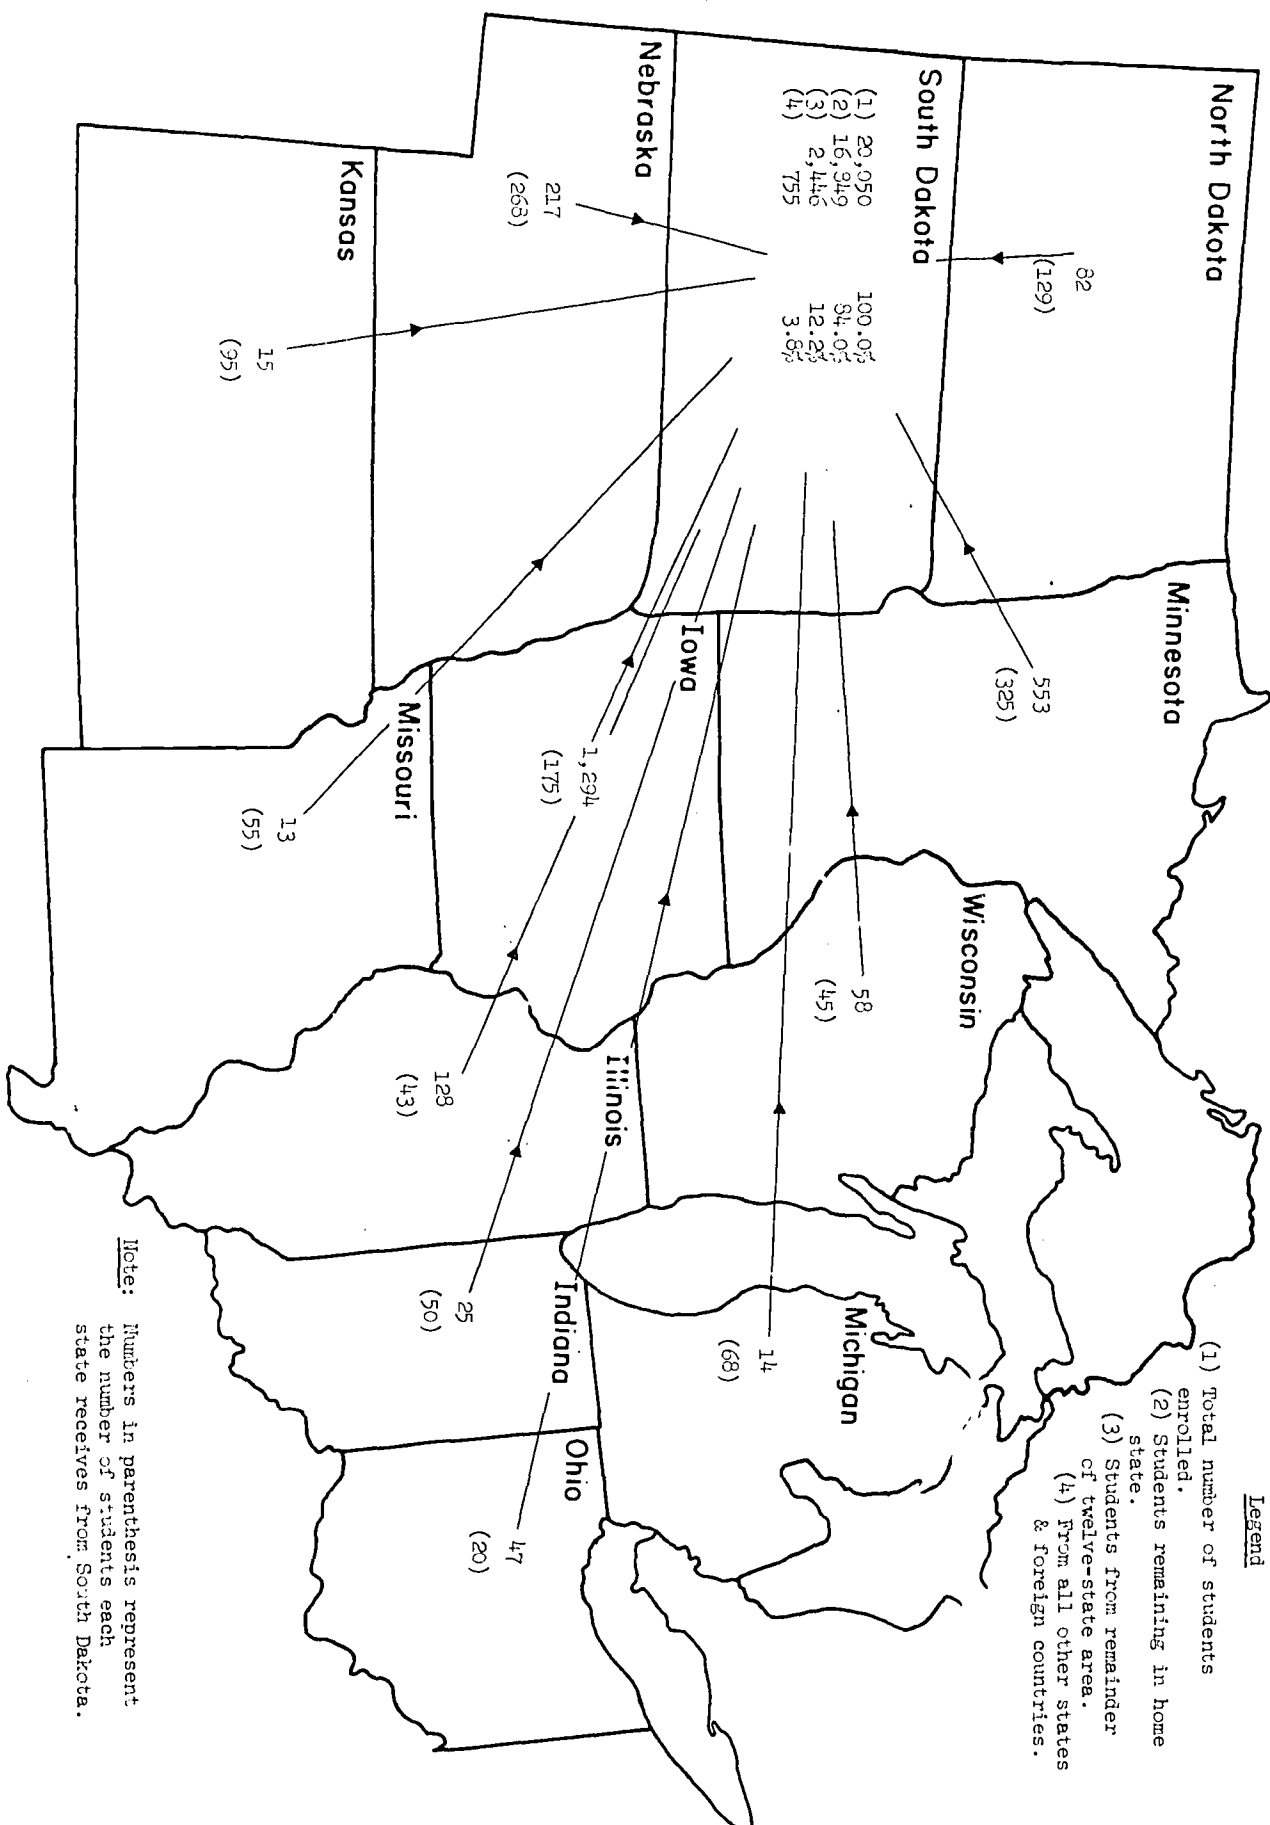 Legend
(1) Total number of students
enrolled.
(2) Students remaining in home
state.
(3) Students from remainder
of twelve-state area.
(4) From all other states
& foreign countries.
North Dakota
82
(129)
Minnesota
553
(325)
South Dakota
(1) 20,050 100.0%
(2) 16,849 84.0%
(3) 2,446 12.2%
(4) 755 3.8%
Wisconsin
58
(45)
Michigan
14
(68)
Nebraska
217
(268)
Iowa
1,294
(175)
Illinois
128
(43)
Indiana
25
(50)
Ohio
47
(20)
Kansas
15
(95)
Missouri
13
(55)
Note: Numbers in parenthesis represent
the number of students each
state receives from South Dakota.